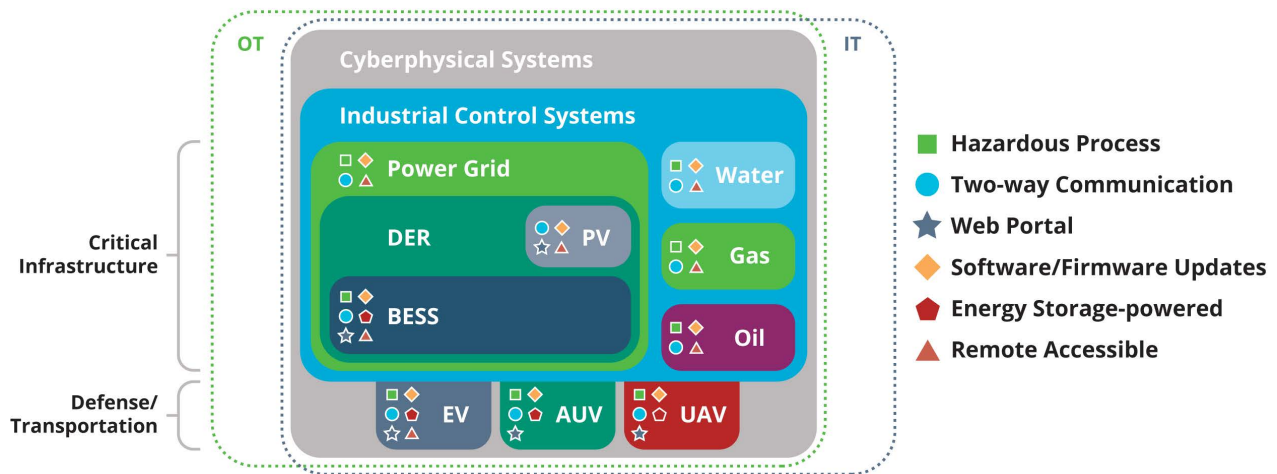 OT
IT
Cyberphysical Systems
Industrial Control Systems
Power Grid
Water
DER
PV
Gas
BESS
Oil
EV
AUV
UAV
Critical
Infrastructure
Defense/
Transportation
Hazardous Process
Two-way Communication
Web Portal
Software/Firmware Updates
Energy Storage-powered
Remote Accessible